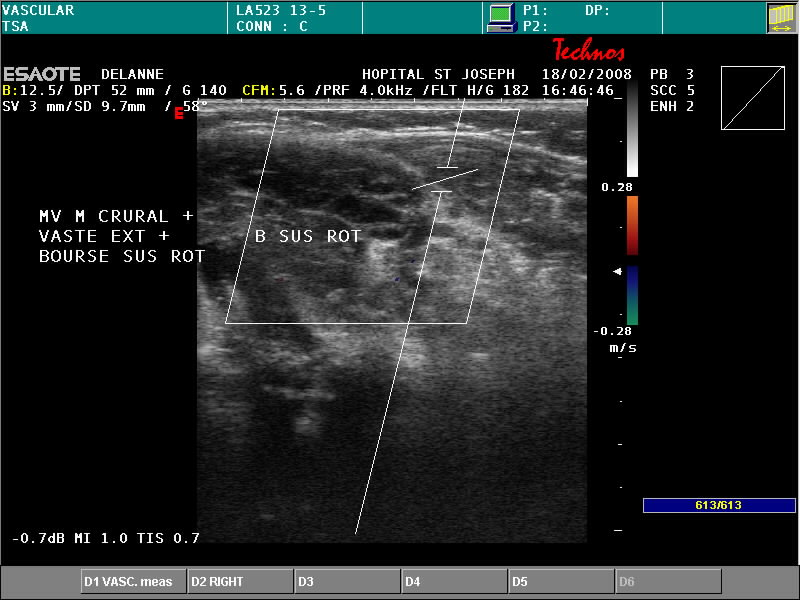 VASCULAR
TSA
LA523 13-5
CONN : C
P1: DP:
P2:
Technos
ESAOTE DELANNE HOPITAL ST JOSEPH 18/02/2008 PB 3
B:12.5/ DPT 52 mm / G 140 CFM:5.6 /PRF 4.0kHz /FLT H/G 182 16:46:46 SCC 5
SV 3 mm/SD 9.7mm / 58° ENH 2
E
0.28
MV M CRURAL +
VASTE EXT + B SUS ROT
BOURSE SUS ROT
-0.28
m/s
613/613
-0.7dB MI 1.0 TIS 0.7
D1 VASC. meas D2 RIGHT D3 D4 D5 D6